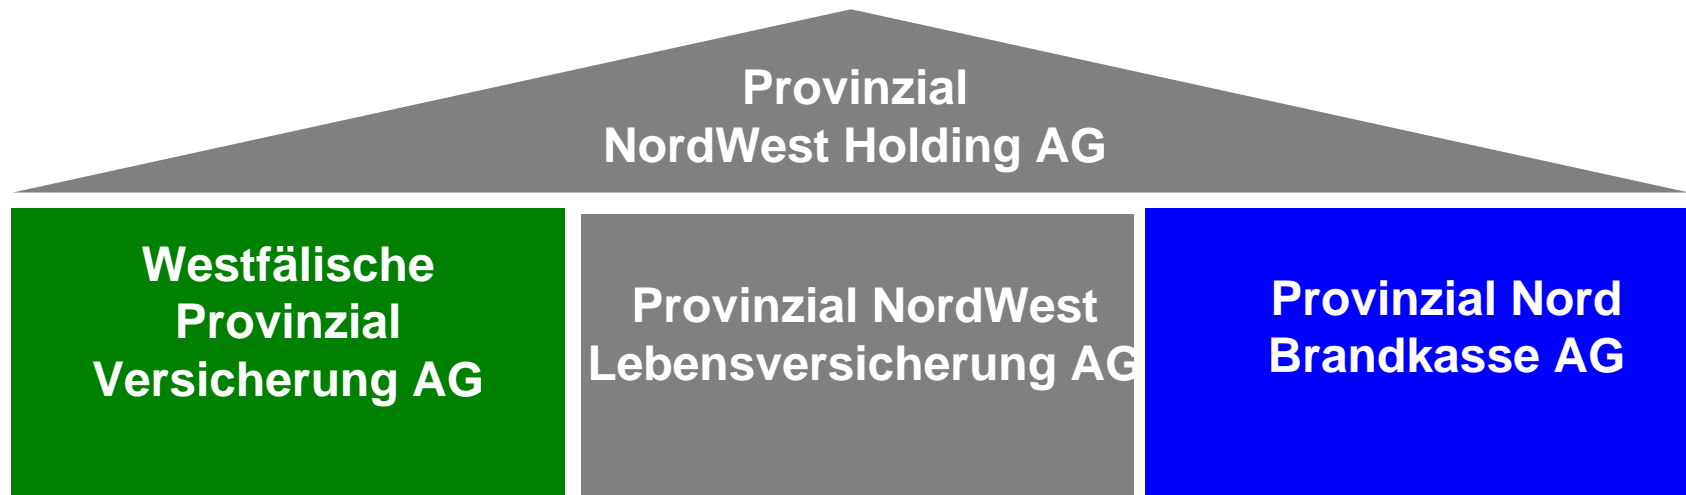 Provinzial
NordWest Holding AG
Westfälische
Provinzial
Versicherung AG
Provinzial NordWest
Lebensversicherung AG
Provinzial Nord
Brandkasse AG